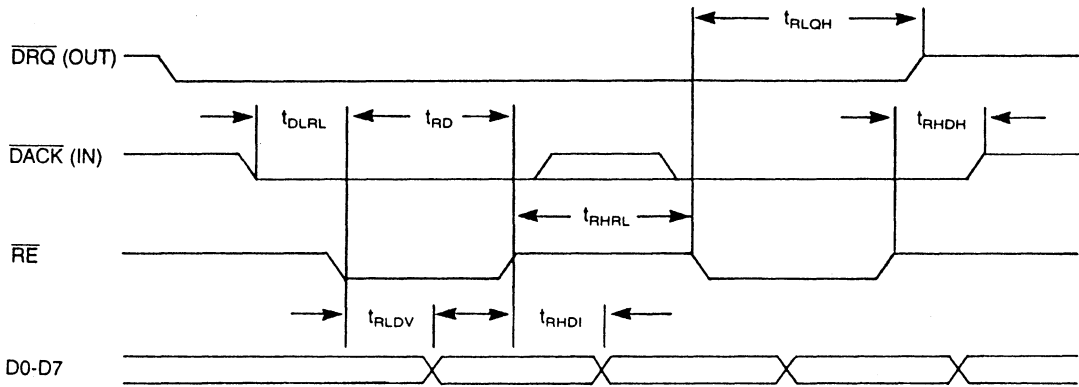 tRLQH
DRQ (OUT)
tDLRL
tRD
tRHDH
DACK (IN)
tRHRL
RE
tRLDV
tRHDI
D0-D7